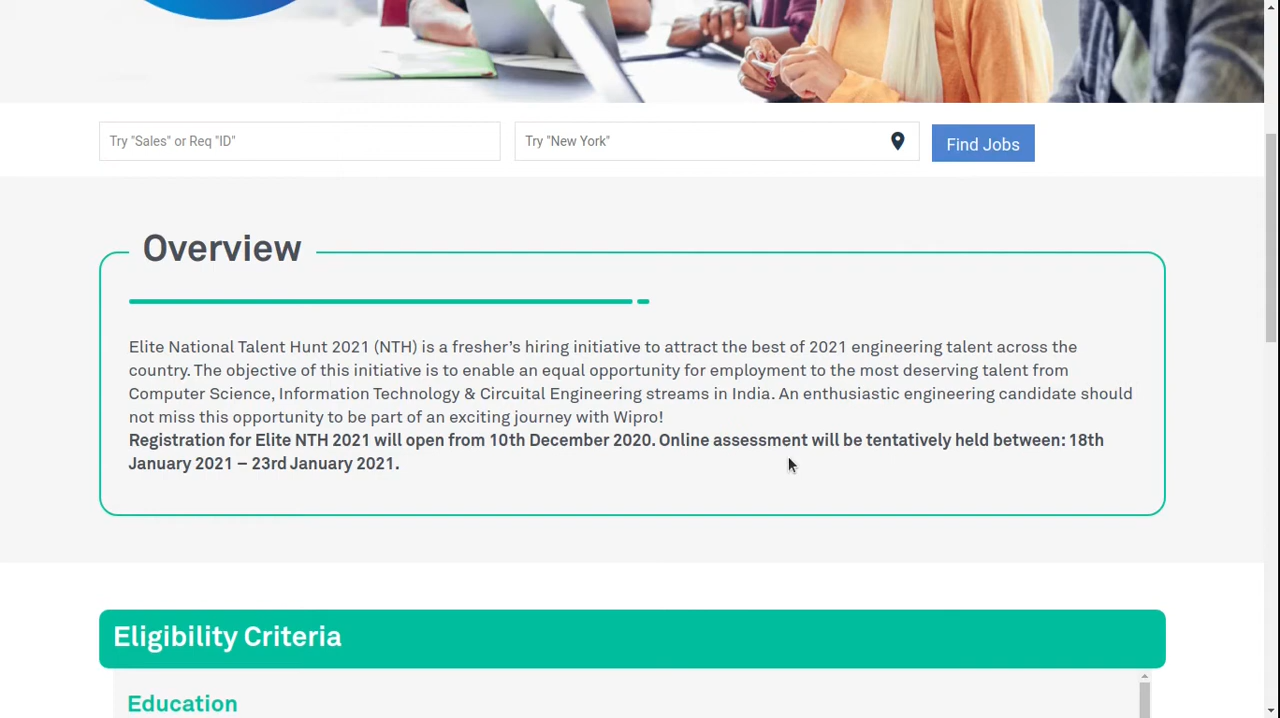 Try "Sales" or Req "ID"
Try "New York"
Find Jobs
Overview
Elite National Talent Hunt 2021 (NTH) is a fresher's hiring initiative to attract the best of 2021 engineering talent across the
country. The objective of this initiative is to enable an equal opportunity for employment to the most deserving talent from
Computer Science, Information Technology & Circuital Engineering streams in India. An enthusiastic engineering candidate should
not miss this opportunity to be part of an exciting journey with Wipro!
Registration for Elite NTH 2021 will open from 10th December 2020. Online assessment will be tentatively held between: 18th
January 2021 – 23rd January 2021.
Eligibility Criteria
Education